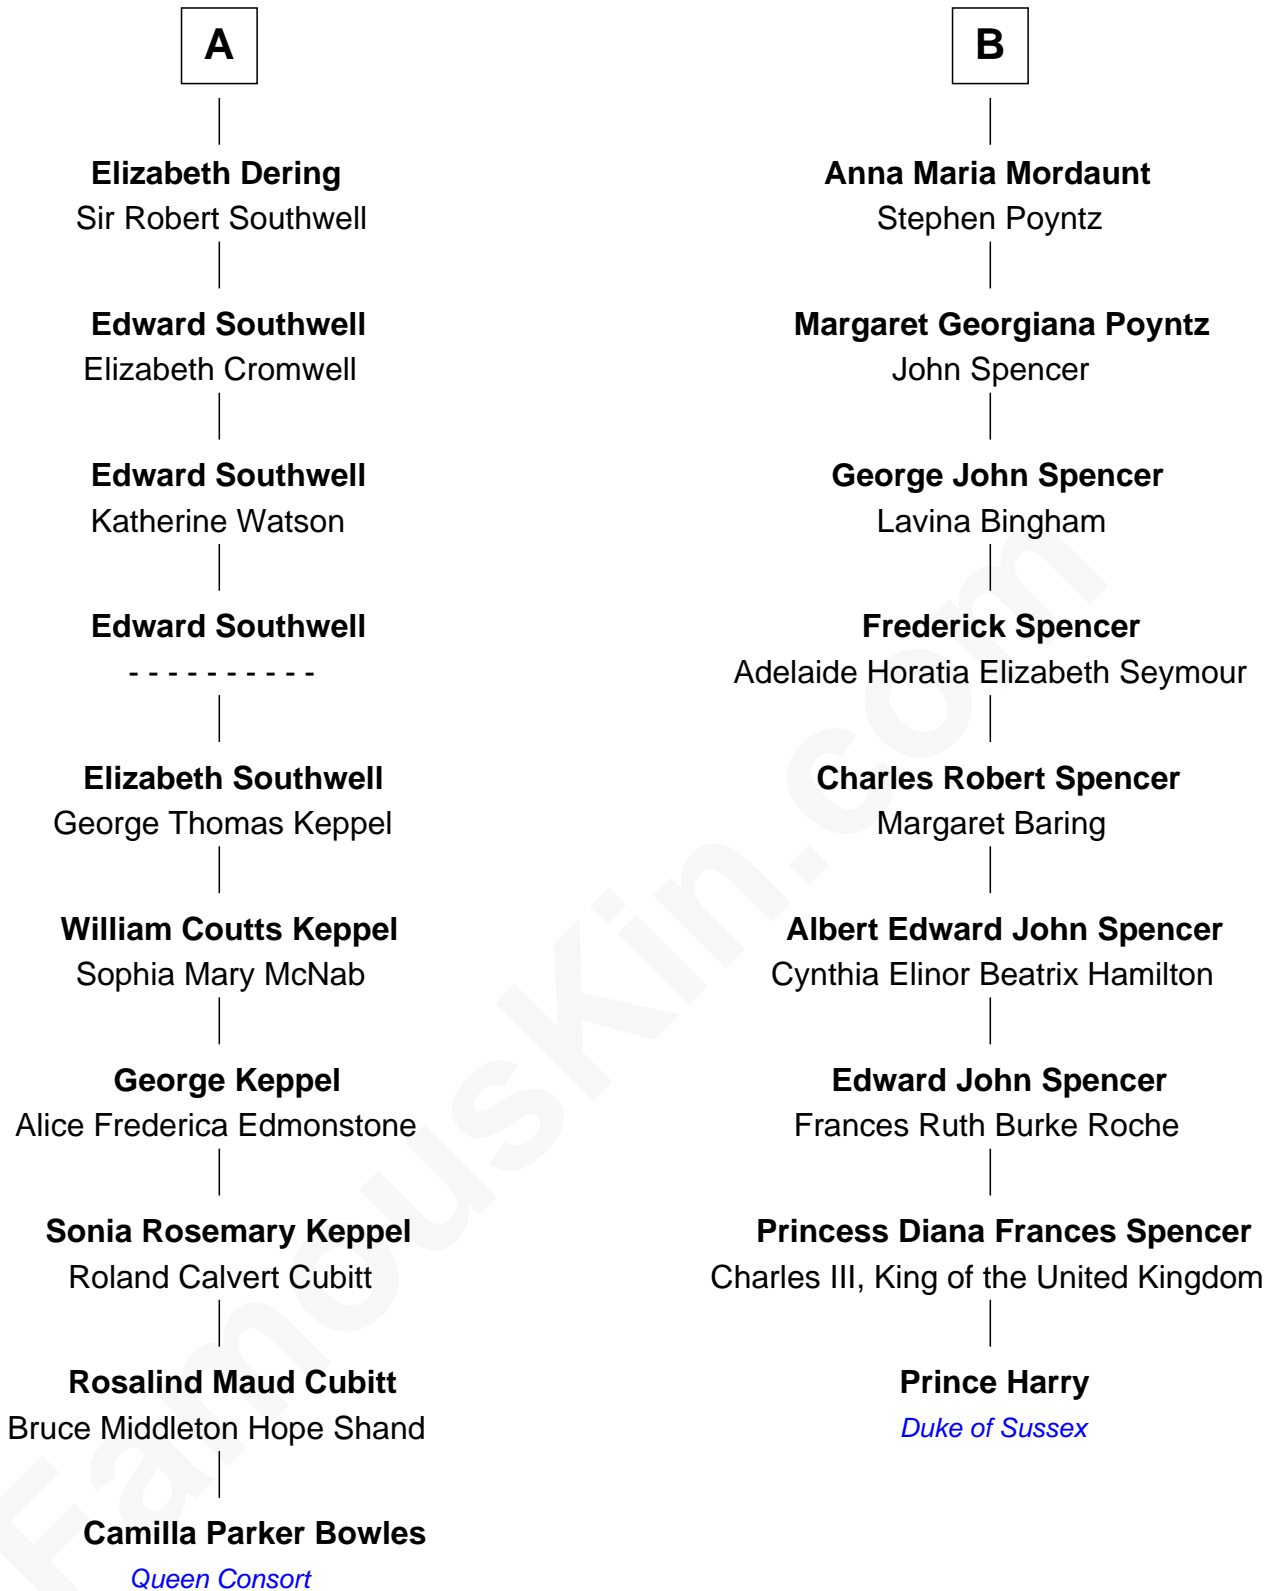 A
Elizabeth Dering
Sir Robert Southwell
Edward Southwell
Elizabeth Cromwell
Edward Southwell
Katherine Watson
Edward Southwell
- - - - - - - - - -
Elizabeth Southwell
George Thomas Keppel
William Coutts Keppel
Sophia Mary McNab
George Keppel
Alice Frederica Edmonstone
Sonia Rosemary Keppel
Roland Calvert Cubitt
Rosalind Maud Cubitt
Bruce Middleton Hope Shand
Camilla Parker Bowles
Queen Consort
B
Anna Maria Mordaunt
Stephen Poyntz
Margaret Georgiana Poyntz
John Spencer
George John Spencer
Lavina Bingham
Frederick Spencer
Adelaide Horatia Elizabeth Seymour
Charles Robert Spencer
Margaret Baring
Albert Edward John Spencer
Cynthia Elinor Beatrix Hamilton
Edward John Spencer
Frances Ruth Burke Roche
Princess Diana Frances Spencer
Charles III, King of the United Kingdom
Prince Harry
Duke of Sussex
FamousKin.com